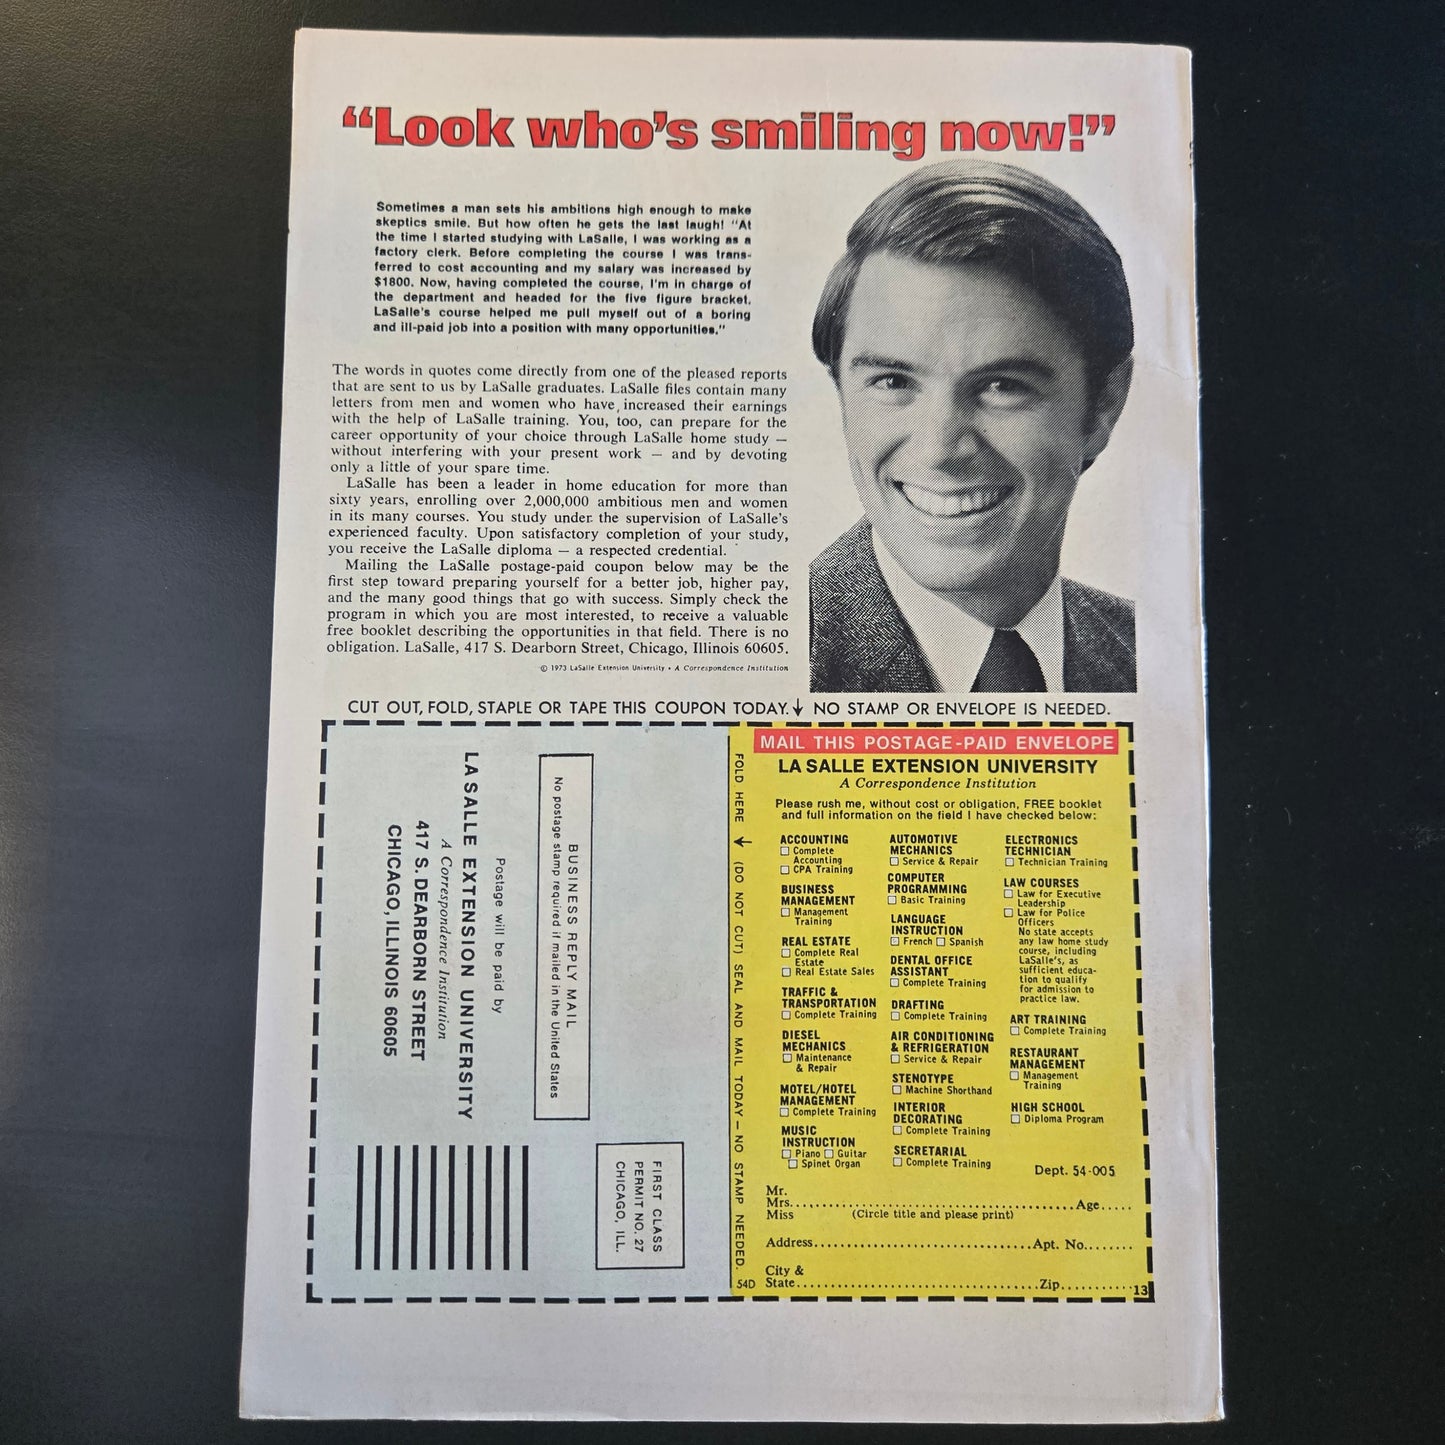 “Look who’s smiling now!”
Sometimes a man sets his ambitions high enough to make
skeptics smile. But how often he gets the last laugh! “At
the time I started studying with LaSalle, I was working as a
factory clerk. Before completing the course I was trans-
ferred to cost accounting and my salary was increased by
$1800. Now, having completed the course, I’m in charge of
the department and headed for the five figure bracket.
LaSalle’s course helped me pull myself out of a boring
and ill-paid job into a position with many opportunities.”
The words in quotes come directly from one of the pleased reports
that are sent to us by LaSalle graduates. LaSalle files contain many
letters from men and women who have increased their earnings
with the help of LaSalle training. You, too, can prepare for the
career opportunity of your choice through LaSalle home study —
without interfering with your present work — and by devoting
only a little of your spare time.
LaSalle has been a leader in home education for more than
sixty years, enrolling over 2,000,000 ambitious men and women
in its many courses. You study under the supervision of LaSalle’s
experienced faculty. Upon satisfactory completion of your study,
you receive the LaSalle diploma — a respected credential.
Mailing the LaSalle postage-paid coupon below may be the
first step toward preparing yourself for a better job, higher pay,
and the many good things that go with success. Simply check the
program in which you are most interested, to receive a valuable
free booklet describing the opportunities in that field. There is no
obligation. LaSalle, 417 S. Dearborn Street, Chicago, Illinois 60605.
© 1973 LaSalle Extension University • A Correspondence Institution
CUT OUT, FOLD, STAPLE OR TAPE THIS COUPON TODAY. NO STAMP OR ENVELOPE IS NEEDED.
FIRST CLASS
PERMIT NO. 27
CHICAGO, ILL.
BUSINESS REPLY MAIL
No postage stamp required if mailed in the United States
Postage will be paid by
LA SALLE EXTENSION UNIVERSITY
A Correspondence Institution
417 S. DEARBORN STREET
CHICAGO, ILLINOIS 60605
FOLD HERE (DO NOT CUT) SEAL AND MAIL TODAY — NO STAMP NEEDED.
54D
MAIL THIS POSTAGE-PAID ENVELOPE
LA SALLE EXTENSION UNIVERSITY
A Correspondence Institution
Please rush me, without cost or obligation, FREE booklet
and full information on the field I have checked below:
ACCOUNTING
☐ Complete
Accounting
☐ CPA Training
BUSINESS
MANAGEMENT
☐ Management
Training
REAL ESTATE
☐ Complete Real
Estate
☐ Real Estate Sales
TRAFFIC &
TRANSPORTATION
☐ Complete Training
DIESEL
MECHANICS
☐ Maintenance
& Repair
MOTEL/HOTEL
MANAGEMENT
☐ Complete Training
MUSIC
INSTRUCTION
☐ Piano ☐ Guitar
☐ Spinet Organ
AUTOMOTIVE
MECHANICS
☐ Service & Repair
COMPUTER
PROGRAMMING
☐ Basic Training
LANGUAGE
INSTRUCTION
☐ French ☐ Spanish
DENTAL OFFICE
ASSISTANT
☐ Complete Training
DRAFTING
☐ Complete Training
AIR CONDITIONING
& REFRIGERATION
☐ Service & Repair
STENOTYPE
☐ Machine Shorthand
INTERIOR
DECORATING
☐ Complete Training
SECRETARIAL
☐ Complete Training
ELECTRONICS
TECHNICIAN
☐ Technician Training
LAW COURSES
☐ Law for Executive
Leadership
☐ Law for Police
Officers
No state accepts
any law home study
course, including
LaSalle’s, as
sufficient educa-
tion to qualify
for admission to
practice law.
ART TRAINING
☐ Complete Training
RESTAURANT
MANAGEMENT
☐ Management
Training
HIGH SCHOOL
☐ Diploma Program
Dept. 54-005
Mr.
Mrs. Age
Miss (Circle title and please print)
Address Apt. No.
City &
State Zip 13